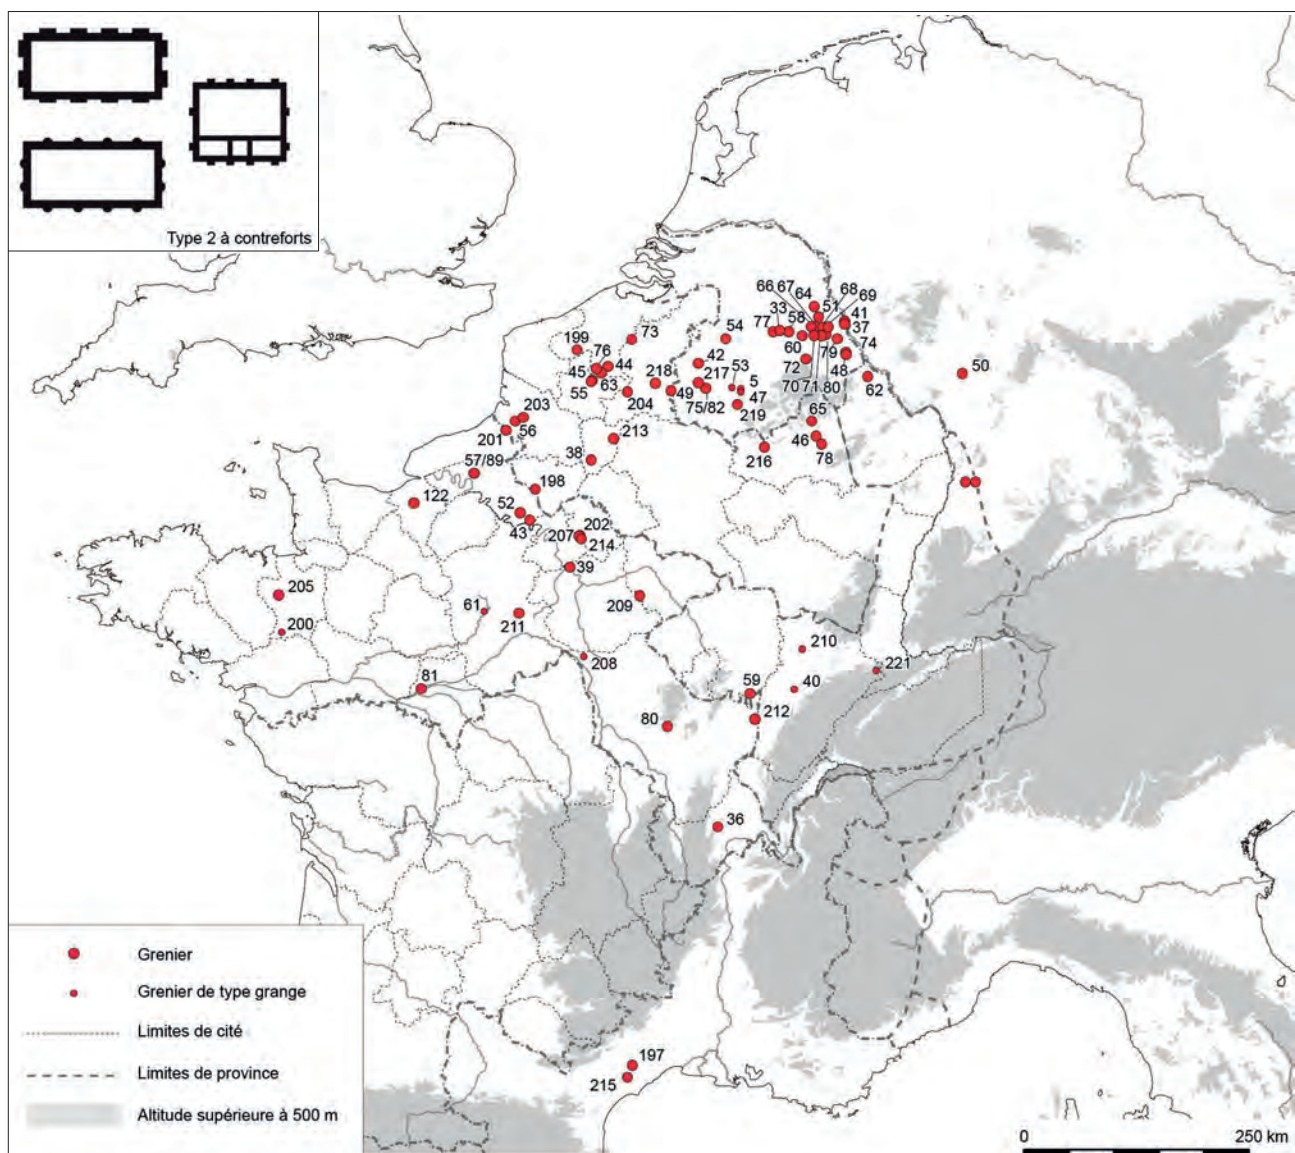 Type 2 à contreforts
66 67 64 51 68 69
33 58 41
77 37
73 54
199 60 79 74
76 42 53 72 48
45 44 217 5 50
218 70 71 80 62
55 63 49 47
204 75/82 219
203 65
201 56 213 46
38 216 78
57/89
198
122 52
43 202
207 214
39
205 209
61
200 211 210
208 221
81 59 40
80 212
36
Grenier
Grenier de type grange
Limites de cité
197
Limites de province
215
Altitude supérieure à 500 m
0 250 km